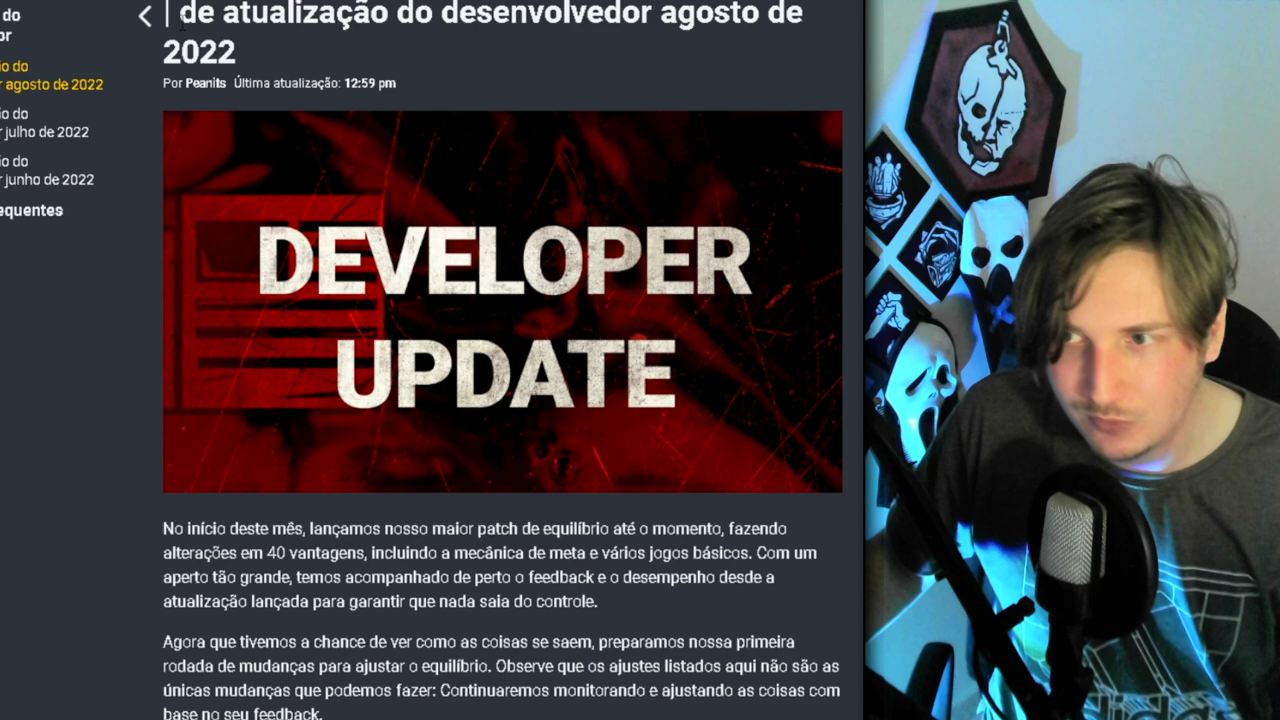 do
or
io do
r agosto de 2022
io do
r julho de 2022
io do
r junho de 2022
equentes
de atualização do desenvolvedor agosto de
2022
Por Peanits Última atualização: 12:59 pm
DEVELOPER
UPDATE
No início deste mês, lançamos nosso maior patch de equilíbrio até o momento, fazendo
alterações em 40 vantagens, incluindo a mecânica de meta e vários jogos básicos. Com um
aperto tão grande, temos acompanhado de perto o feedback e o desempenho desde a
atualização lançada para garantir que nada saia do controle.
Agora que tivemos a chance de ver como as coisas se saem, preparamos nossa primeira
rodada de mudanças para ajustar o equilíbrio. Observe que os ajustes listados aqui não são as
únicas mudanças que podemos fazer: Continuaremos monitorando e ajustando as coisas com
base no seu feedback.